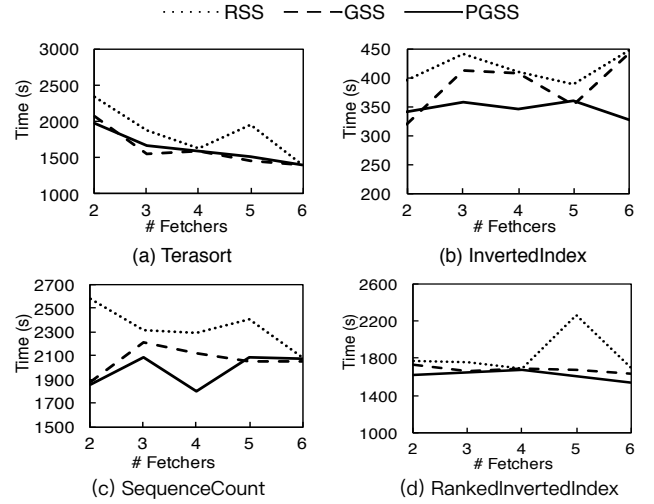 RSS GSS PGSS
3000
2500
2000
1500
1000
Time (s)
2 3 4 5 6
# Fetchers
(a) Terasort
450
400
350
300
250
200
Time (s)
2 3 4 5 6
# Fethcers
(b) InvertedIndex
2700
2500
2300
2100
1900
1700
1500
Time (s)
2 3 4 5 6
# Fetchers
(c) SequenceCount
2600
2200
1800
1400
1000
Time (s)
2 3 4 5 6
# Fetchers
(d) RankedInvertedIndex